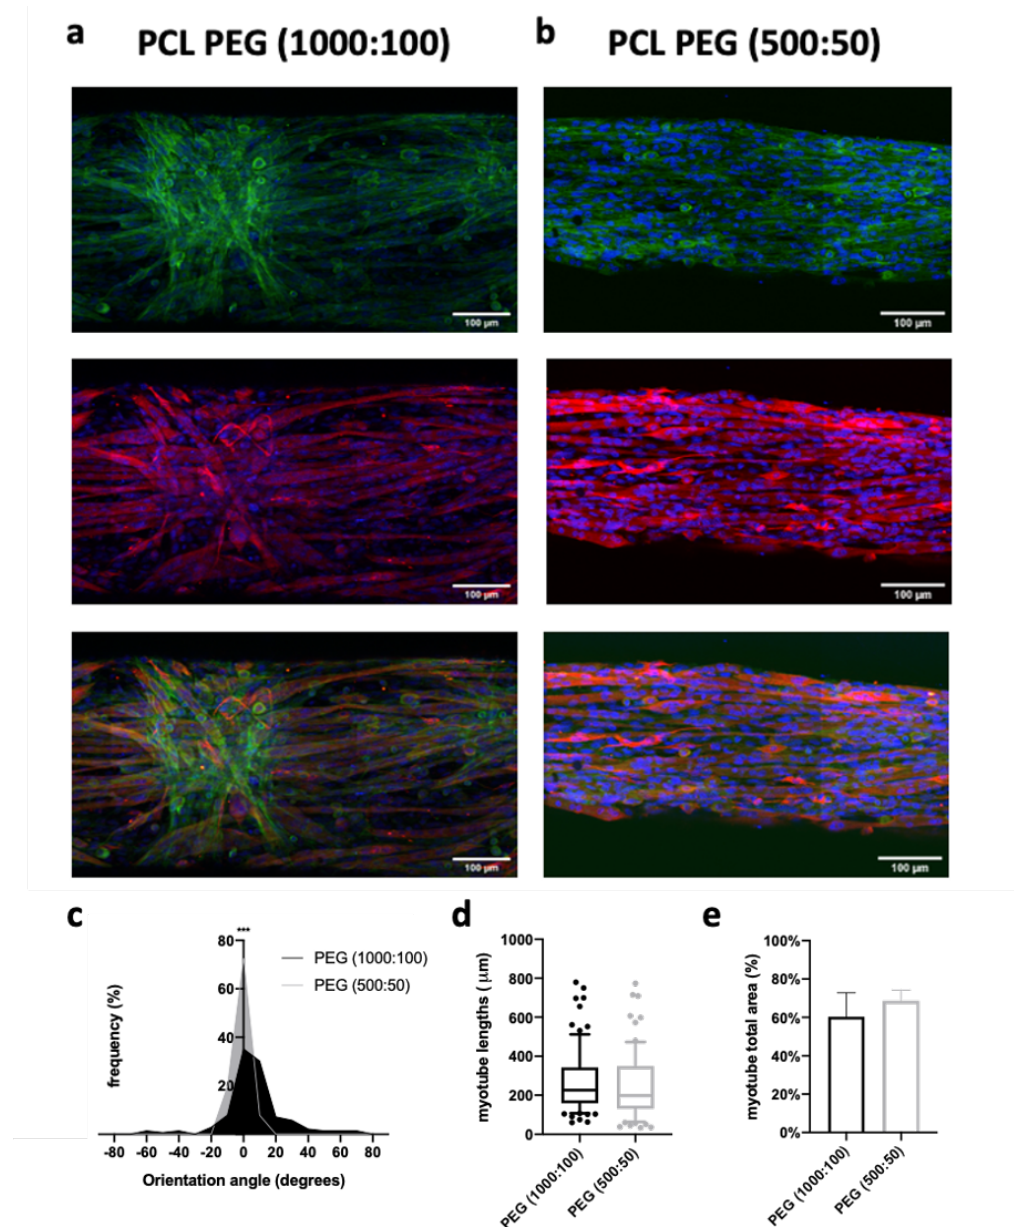 a PCL PEG (1000:100)
b PCL PEG (500:50)
100 µm
100 µm
100 µm
100 µm
100 µm
100 µm
c
***
80
60
40
20
frequency (%)
PEG (1000:100)
PEG (500:50)
-80 -60 -40 -20 0 20 40 60 80
Orientation angle (degrees)
d
1000
800
600
400
200
0
myotube lengths ( µm)
PEG (1000:100)
PEG (500:50)
e
100%
80%
60%
40%
20%
0%
myotube total area (%)
PEG (1000:100)
PEG (500:50)